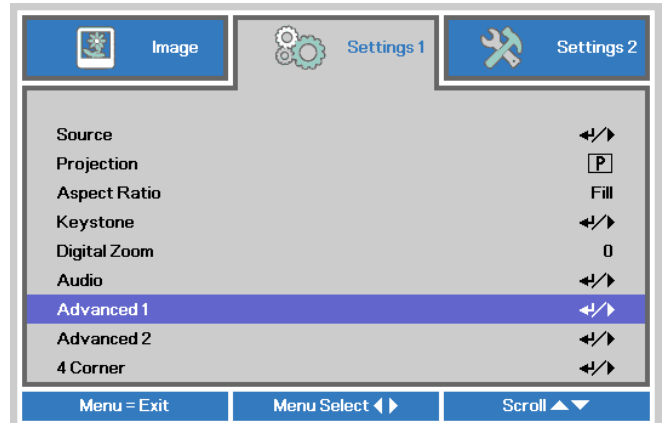 Image Settings 1 Settings 2
Source
Projection P
Aspect Ratio Fill
Keystone
Digital Zoom 0
Audio
Advanced 1
Advanced 2
4 Corner
Menu = Exit Menu Select Scroll